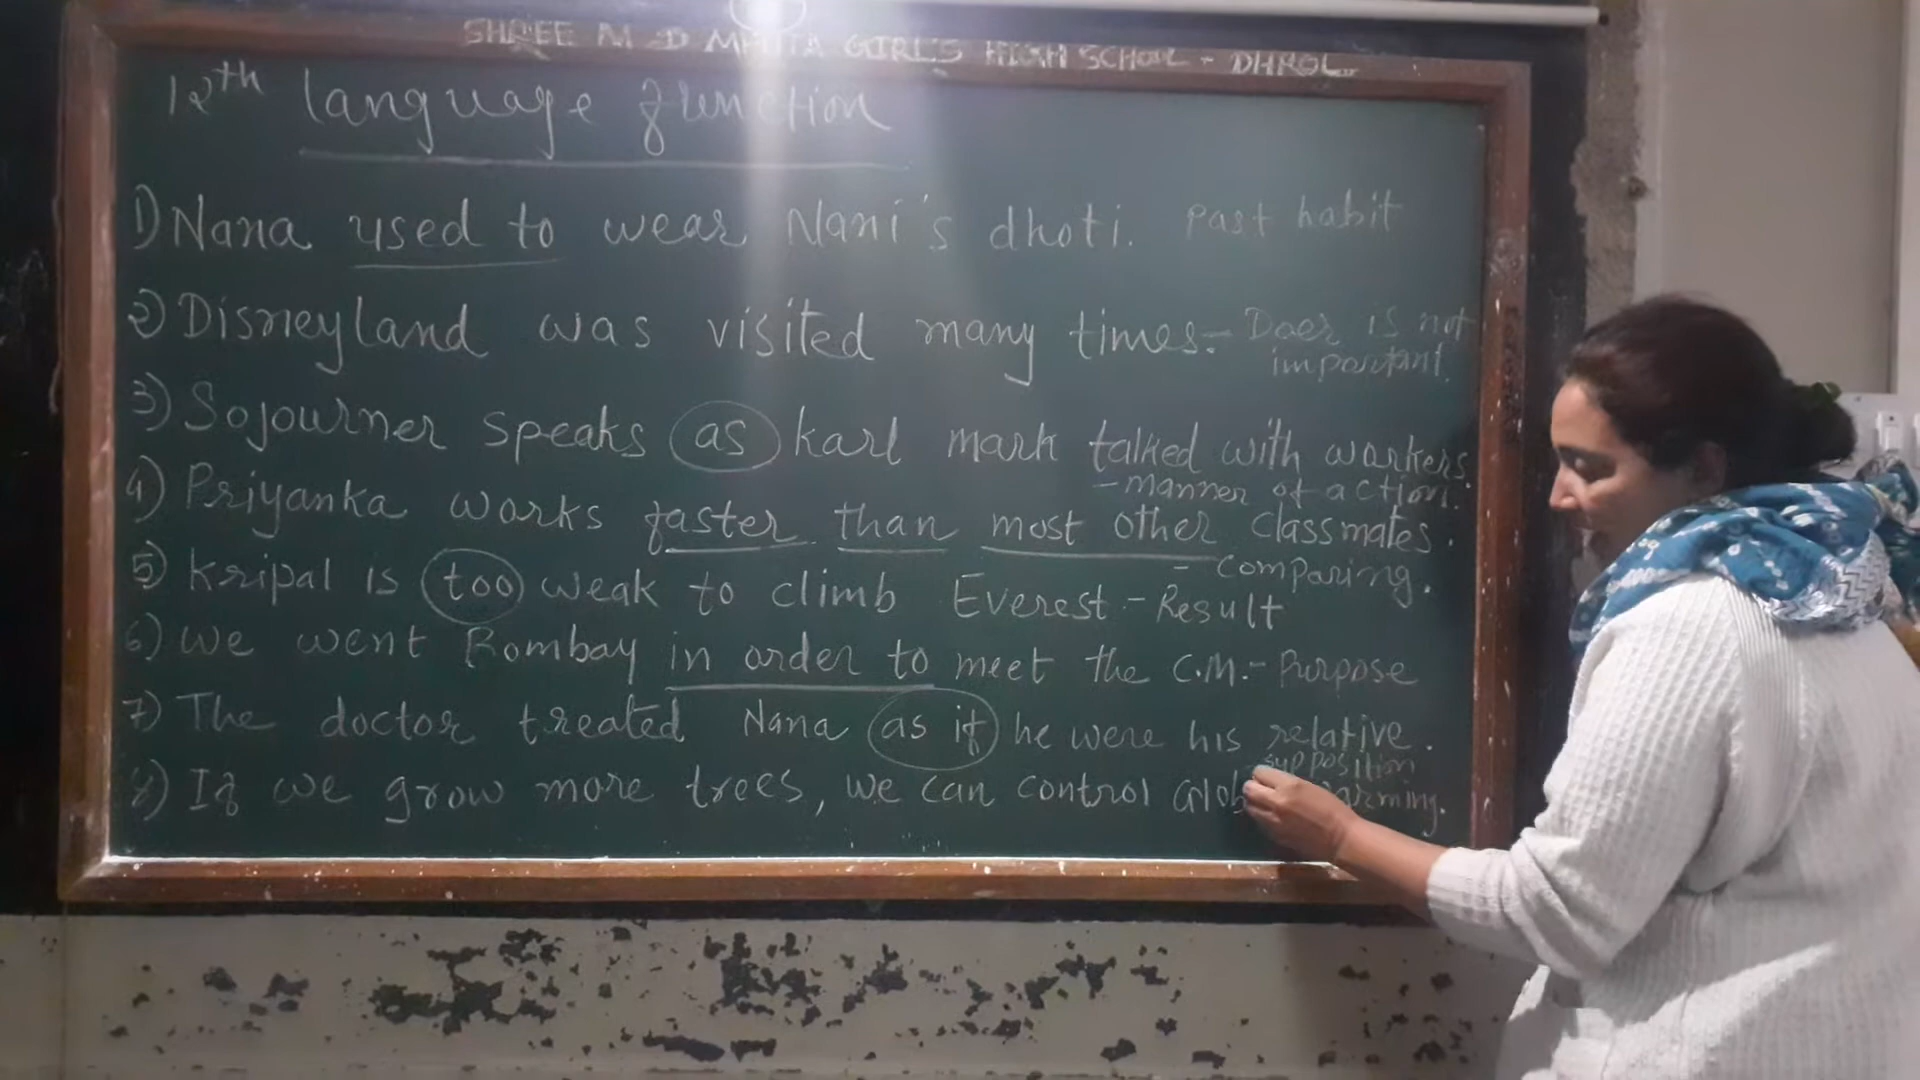 SHREE M D MEHTA GIRL'S HIGH SCHOOL - DHROL
12th language function
1) Nana used to wear Nani's dhoti. Past habit
2) Disneyland was visited many times. - Doer is not
important.
3) Sojourner speaks as karl mark talked with workers.
- manner of action.
4) Priyanka works faster than most other classmates.
- Comparing.
5) Kripal is too weak to climb Everest - Result
6) We went Bombay in order to meet the C.M. - Purpose
7) The doctor treated Nana as if he were his relative.
supposition
8) If we grow more trees, we can control